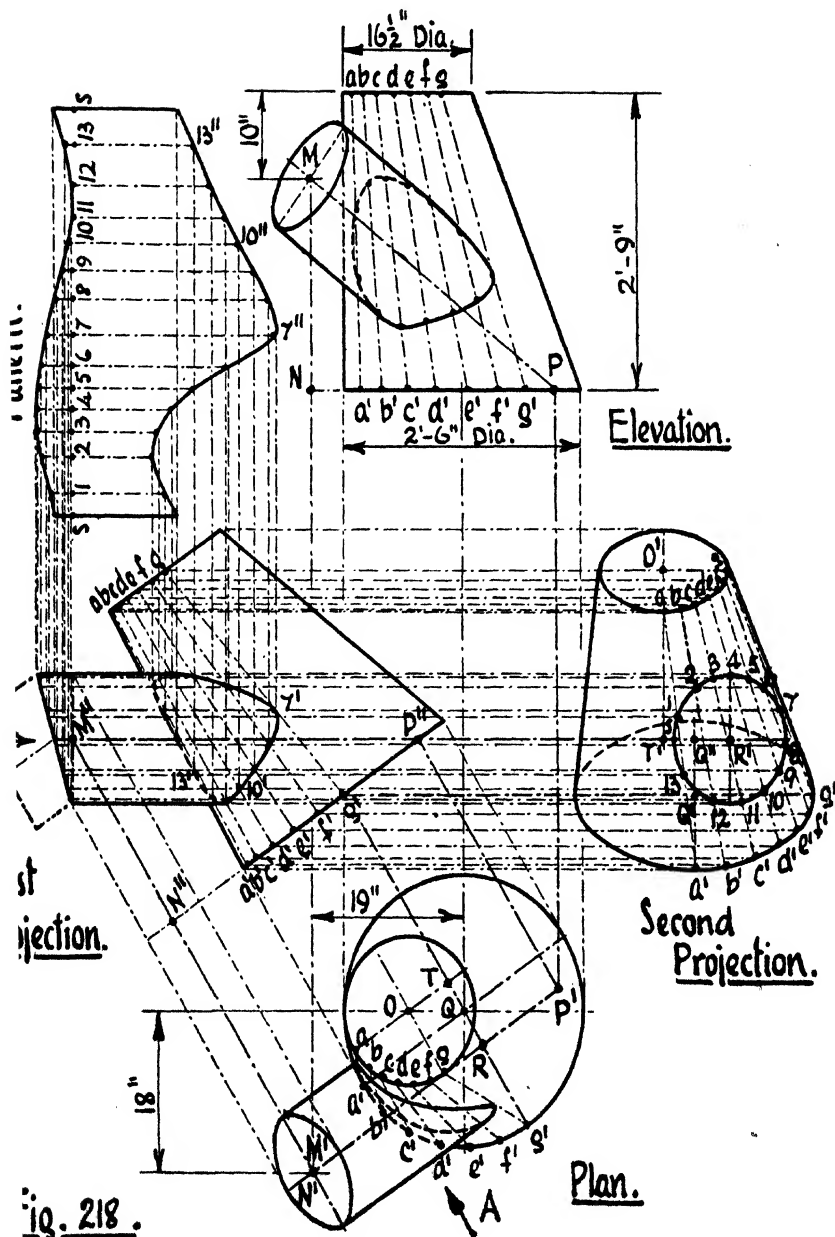 16½" Dia.
abcdefg
10"
M
2'-9"
N
P
a' b' c' d' e' f' g'
2'-6" Dia.
Elevation.
S
13
12
11
10
9
8
7
6
5
4
3
2
1
S
13"
10"
7"
abcdefg
M"
7'
13"
10'
D"
g'
f'
e'
d'
c'
b'
a'
N"
jection.
O'
abcdef
2 3 4 5
7
1
T' Q" R'
8
9
10
11
12
13
Q'
a' b' c' d' e' f' g'
Second
Projection.
19"
T
O
Q
P'
R
a b c d e f g
a' b' c' d' e' f' g'
18"
M'
N'
A
Plan.
ig. 218.